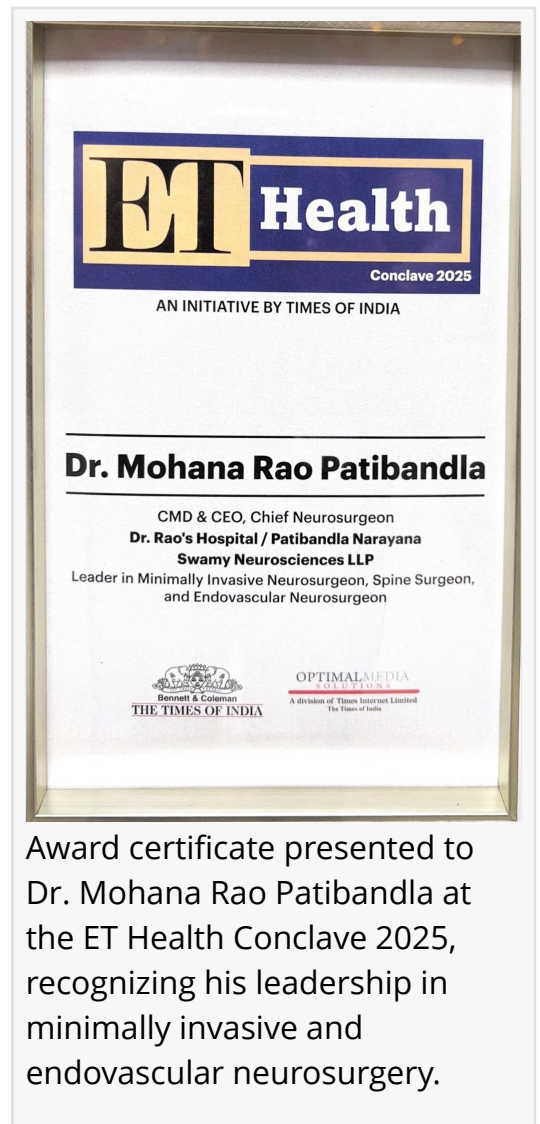 ET Health
Conclave 2025
AN INITIATIVE BY TIMES OF INDIA
Dr. Mohana Rao Patibandla
CMD & CEO, Chief Neurosurgeon
Dr. Rao's Hospital / Patibandla Narayana
Swamy Neurosciences LLP
Leader in Minimally Invasive Neurosurgeon, Spine Surgeon,
and Endovascular Neurosurgeon
Bennett & Coleman
THE TIMES OF INDIA
OPTIMALMEDIA
SOLUTIONS
A division of Times Internet Limited
The Times of India
Award certificate presented to
Dr. Mohana Rao Patibandla at
the ET Health Conclave 2025,
recognizing his leadership in
minimally invasive and
endovascular neurosurgery.